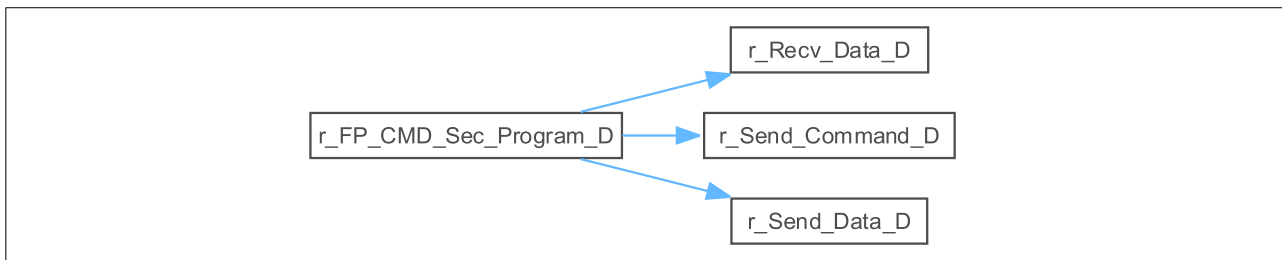 r_Recv_Data_D
r_FP_CMD_Sec_Program_D
r_Send_Command_D
r_Send_Data_D